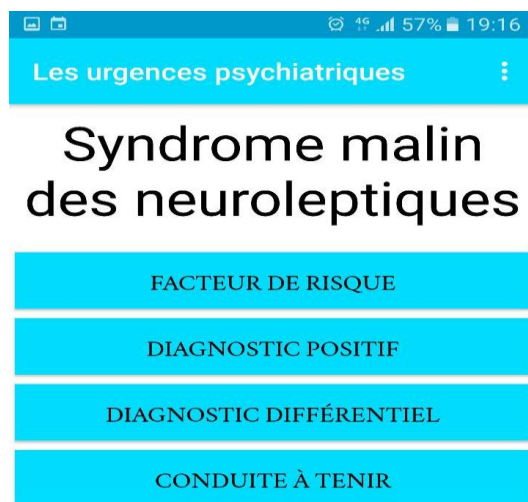 4G 57% 19:16
Les urgences psychiatriques
Syndrome malin
des neuroleptiques
FACTEUR DE RISQUE
DIAGNOSTIC POSITIF
DIAGNOSTIC DIFFÉRENTIEL
CONDUITE À TENIR